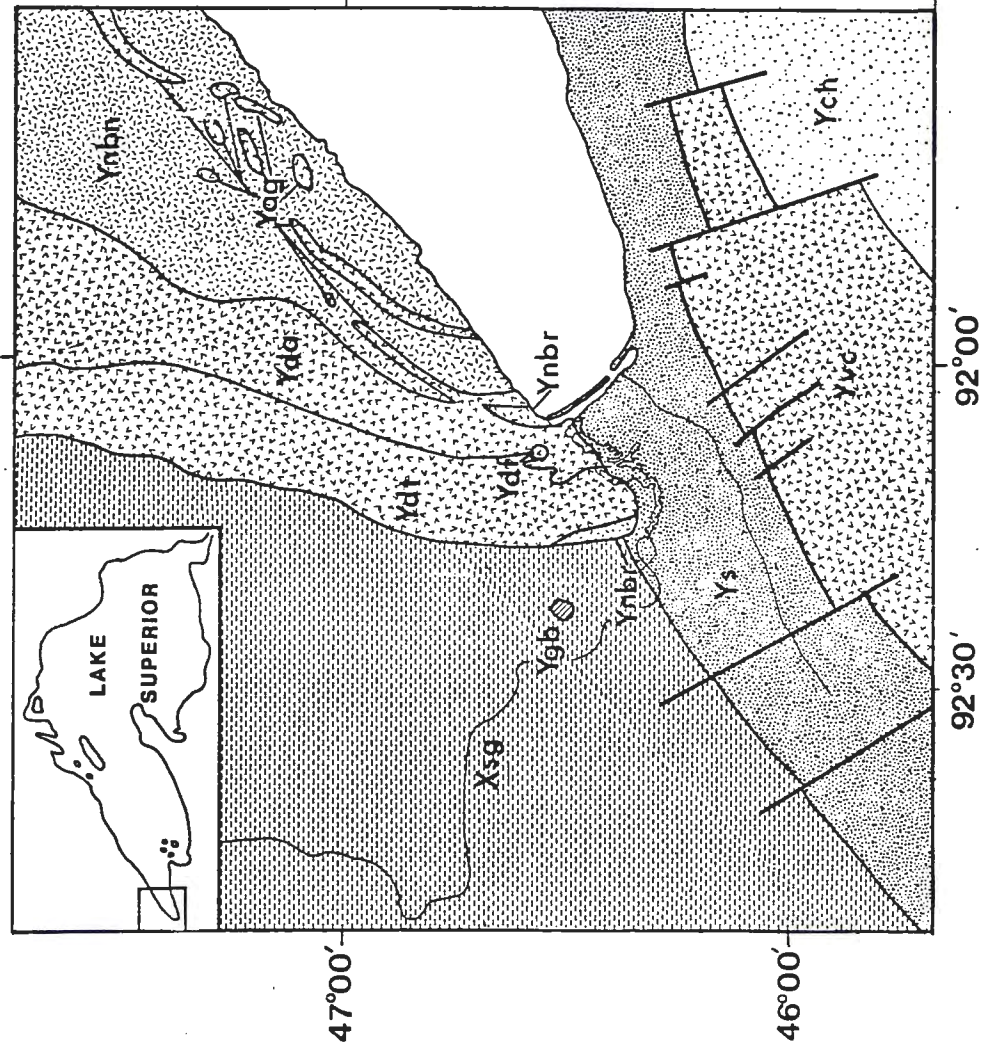 LAKE
SUPERIOR
Ynbn
Yag
Yda
Ych
Ynbr
Ydt
Ydt
Yvc
Ynbr
Ys
Ygb
Xsg
47°00'
46°00'
92°00'
92°30'